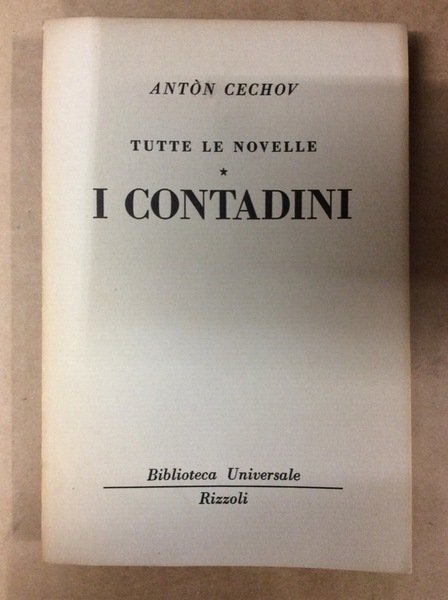 ANTÒN CECHOV
TUTTE LE NOVELLE
★
I CONTADINI
Biblioteca Universale
Rizzoli